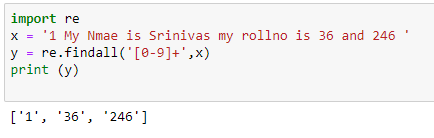 import re
x = '1 My Nmae is Srinivas my rollno is 36 and 246 '
y = re.findall('[0-9]+',x)
print (y)
['1', '36', '246']